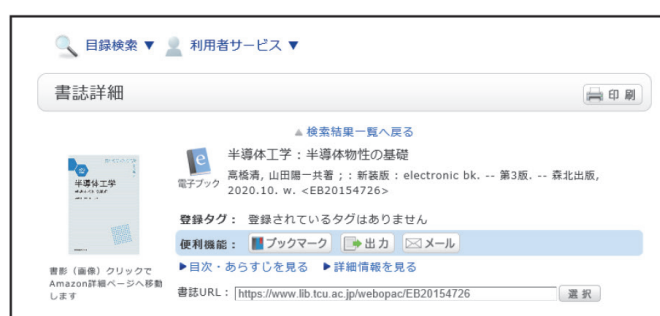 目録検索 ▼ 利用者サービス ▼
書誌詳細
印 刷
▲ 検索結果一覧へ戻る
半導体工学：半導体物性の基礎
電子ブック
高橋清, 山田陽一共著 ; : 新装版 : electronic bk. -- 第3版. -- 森北出版,
2020.10. w. <EB20154726>
半導体工学
登録タグ： 登録されているタグはありません
便利機能： ブックマーク 出 力 メール
▶目次・あらすじを見る ▶詳細情報を見る
書影（画像）クリックで
Amazon詳細ページへ移動
します
書誌URL： https://www.lib.tcu.ac.jp/webopac/EB20154726 選 択